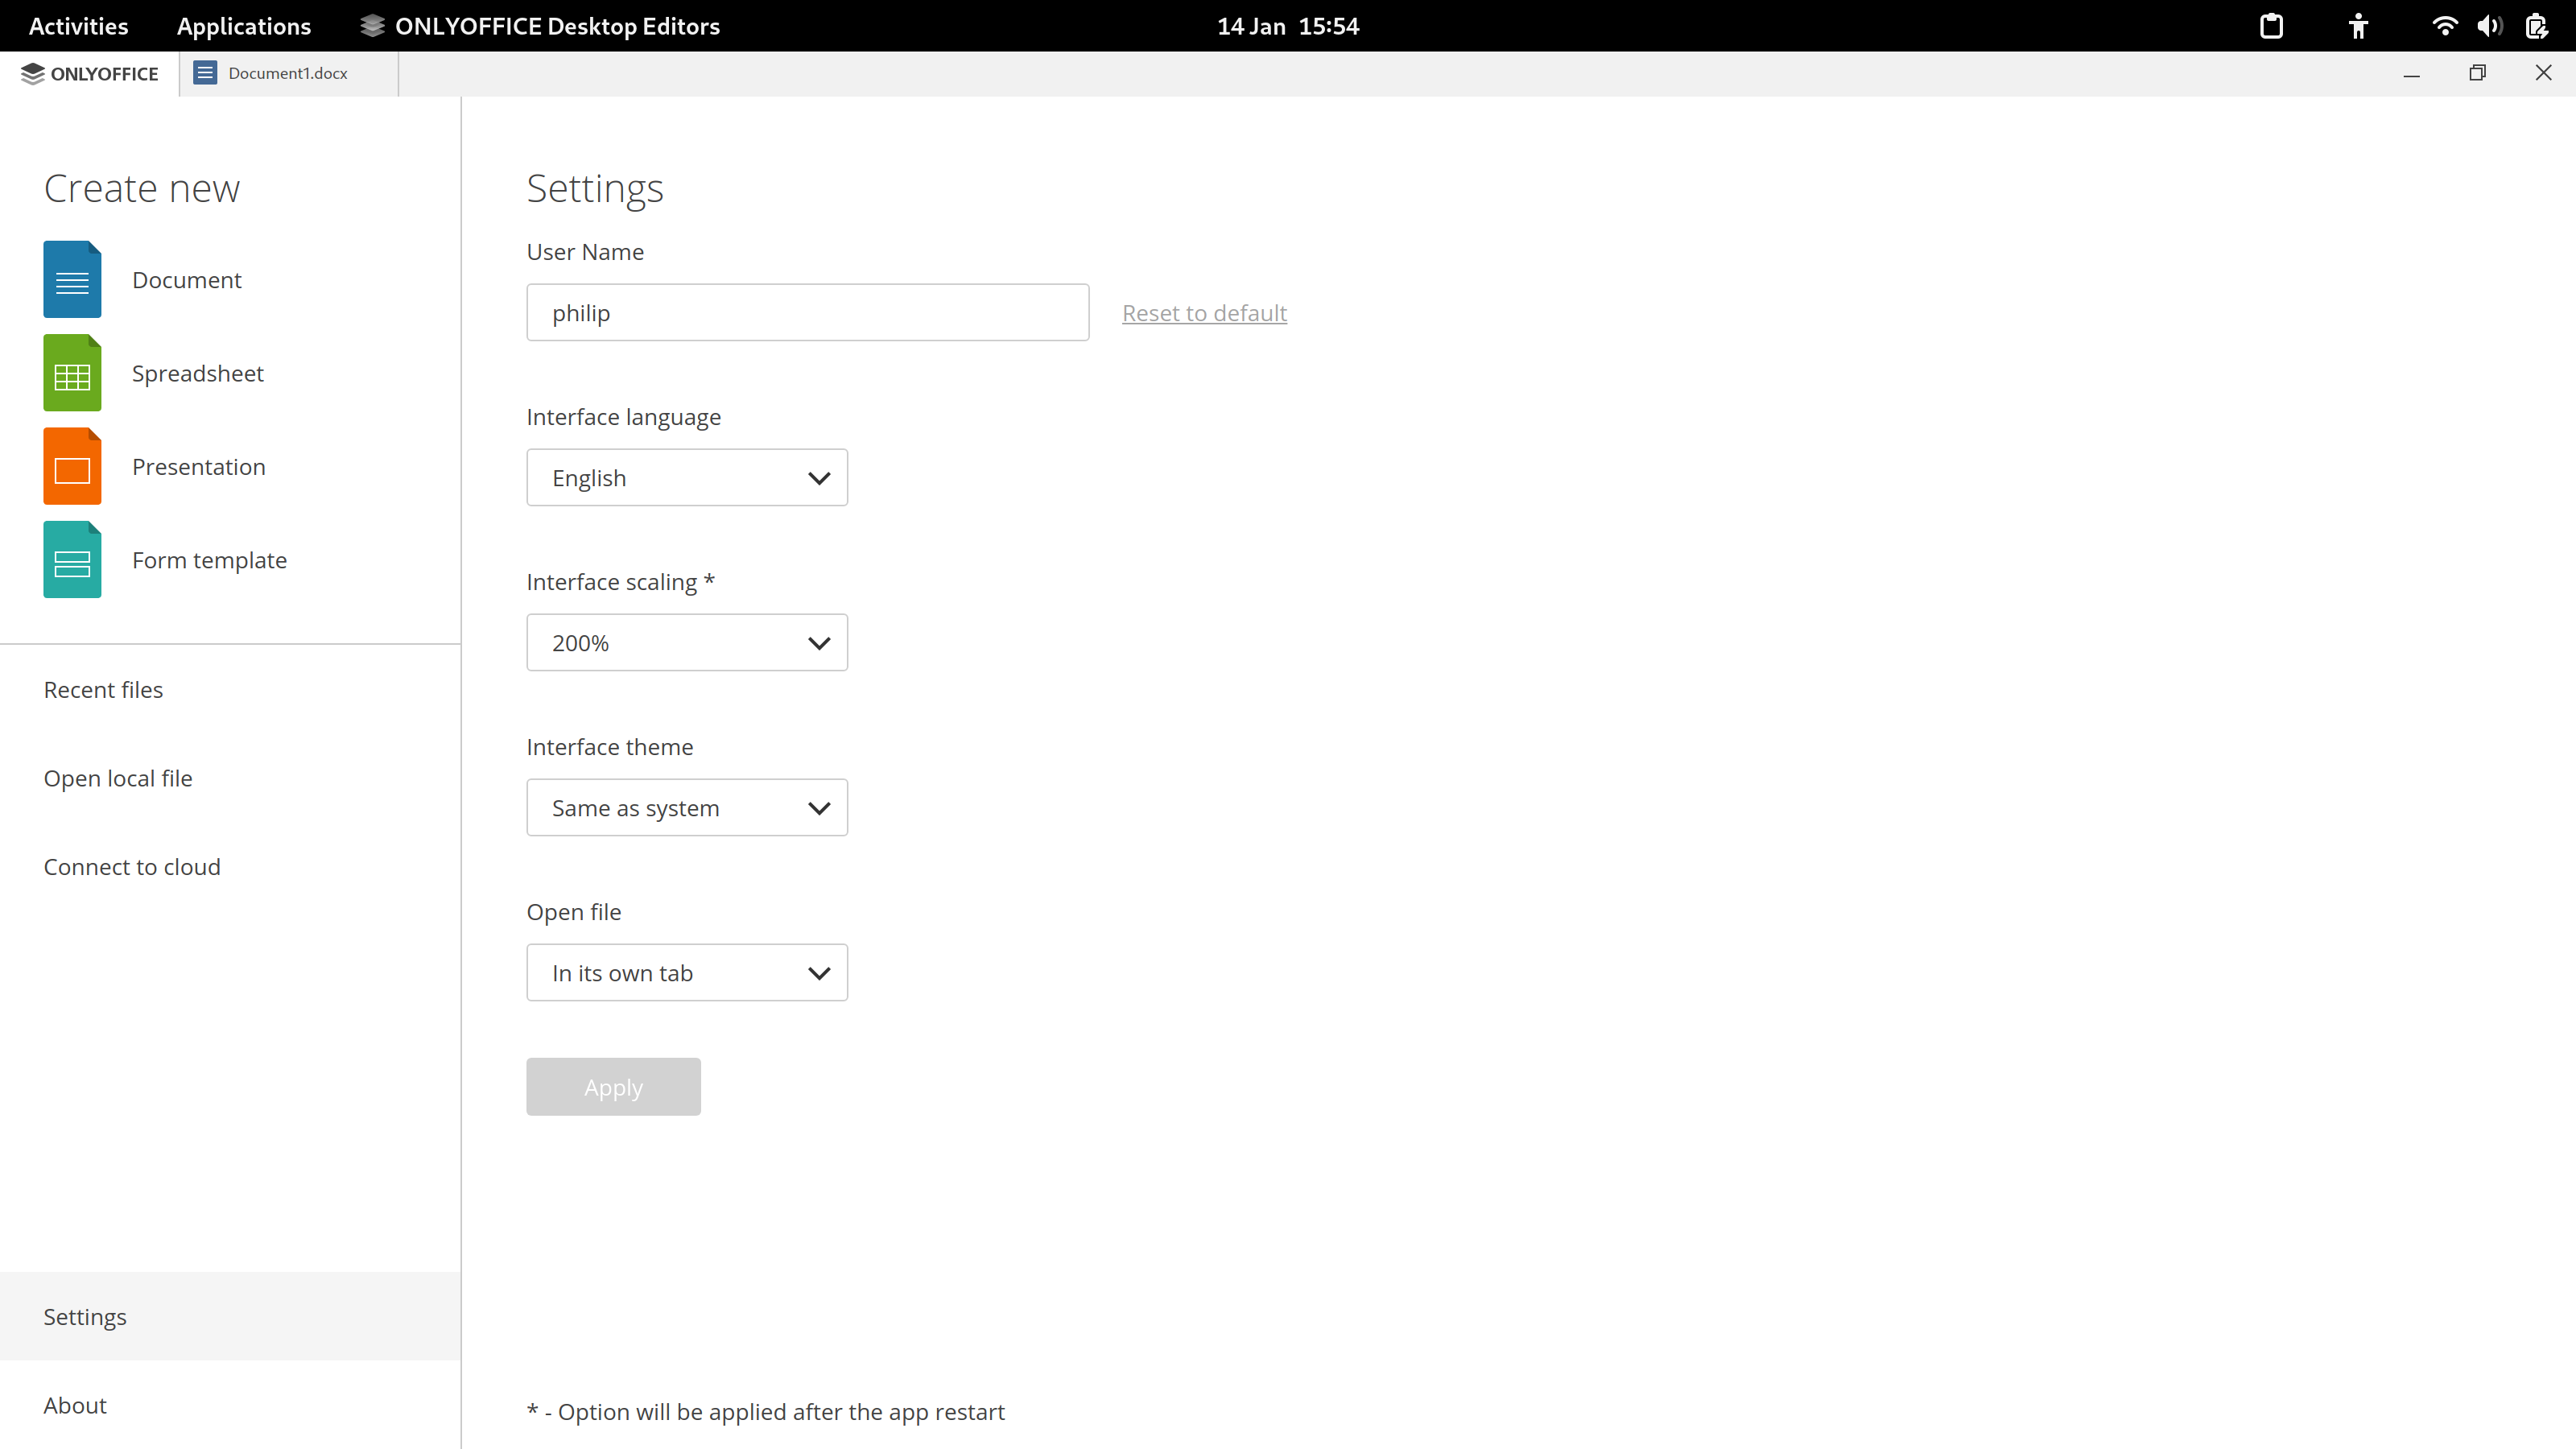 Activities Applications ONLYOFFICE Desktop Editors 14 Jan 15:54
ONLYOFFICE Document1.docx
Create new
Document
Spreadsheet
Presentation
Form template
Recent files
Open local file
Connect to cloud
Settings
About
Settings
User Name
philip Reset to default
Interface language
English
Interface scaling *
200%
Interface theme
Same as system
Open file
In its own tab
Apply
* - Option will be applied after the app restart